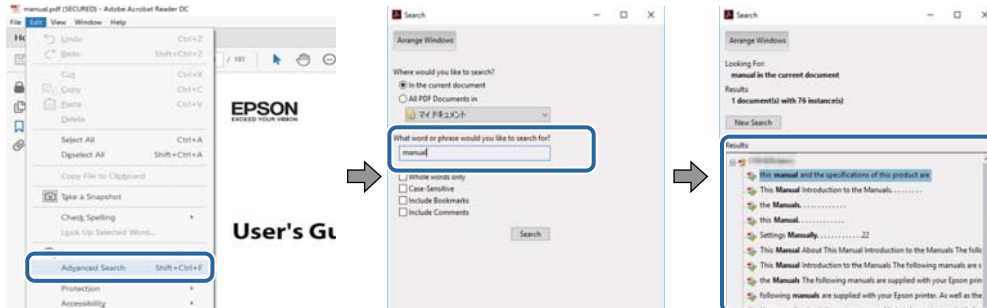 manual.pdf (SECURED) - Adobe Acrobat Reader DC
File Edit View Window Help
Undo Ctrl+Z
Redo Shift+Ctrl+Z
Cut Ctrl+X
Copy Ctrl+C
Paste Ctrl+V
Delete
Select All Ctrl+A
Deselect All Shift+Ctrl+A
Copy File to Clipboard
Take a Snapshot
Check Spelling
Look Up Selected Word...
Advanced Search Shift+Ctrl+F
Protection
Accessibility
/ 191
EPSON
EXCEED YOUR VISION
User's Gu
Search
Arrange Windows
Where would you like to search?
In the current document
All PDF Documents in
マイ ドキュメント
What word or phrase would you like to search for?
manual
Whole words only
Case-Sensitive
Include Bookmarks
Include Comments
Search
Search
Arrange Windows
Looking For:
manual in the current document
Results:
1 document(s) with 76 instance(s)
New Search
Results:
this manual and the specifications of this product are
This Manual Introduction to the Manuals. . . . . . . . .
the Manuals. . . . . . . . . . . . .
this Manual. . . . . . . . . . . . .
Settings Manually. . . . . . . . . . . . 22
This Manual About This Manual Introduction to the Manuals The follo
This Manual Introduction to the Manuals The following manuals are s
the Manuals The following manuals are supplied with your Epson prin
following manuals are supplied with your Epson printer. As well as the